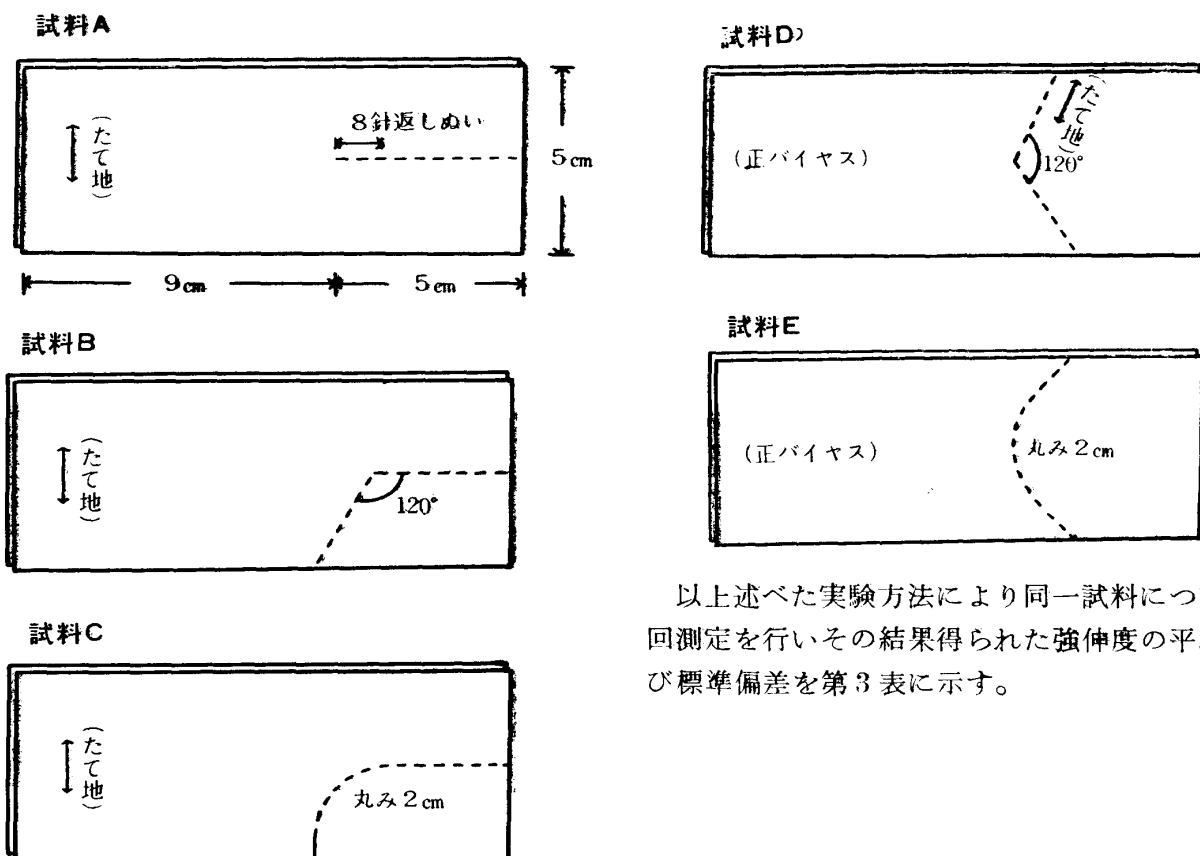 試料A
(たて地)
8針返しぬい
5cm
9cm
5cm
試料B
(たて地)
120°
試料C
(たて地)
丸み2cm
試料D
(正バイヤス)
(たて地)
120°
試料E
(正バイヤス)
丸み2cm
以上述べた実験方法により同一試料につ
回測定を行いその結果得られた強伸度の平
び標準偏差を第3表に示す。